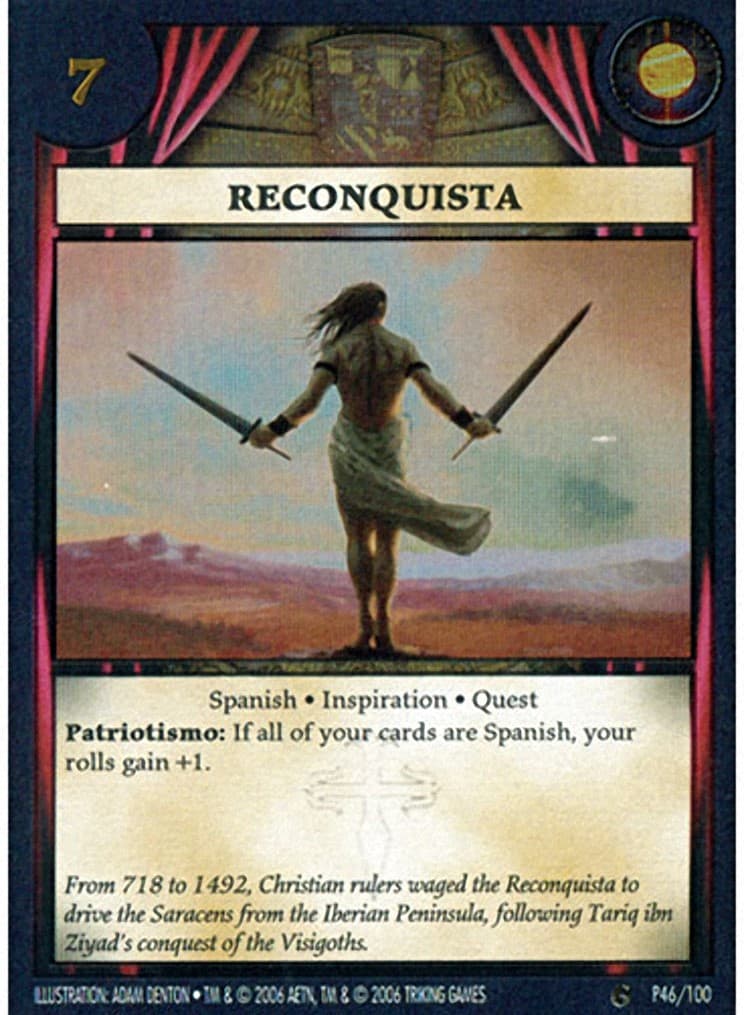 7
RECONQUISTA
Spanish • Inspiration • Quest
Patriotismo: If all of your cards are Spanish, your
rolls gain +1.
From 718 to 1492, Christian rulers waged the Reconquista to
drive the Saracens from the Iberian Peninsula, following Tariq ibn
Ziyad's conquest of the Visigoths.
ILLUSTRATION: ADAM DENTON • TM & © 2006 AETN, TM & © 2006 TRIKING GAMES
P46/100